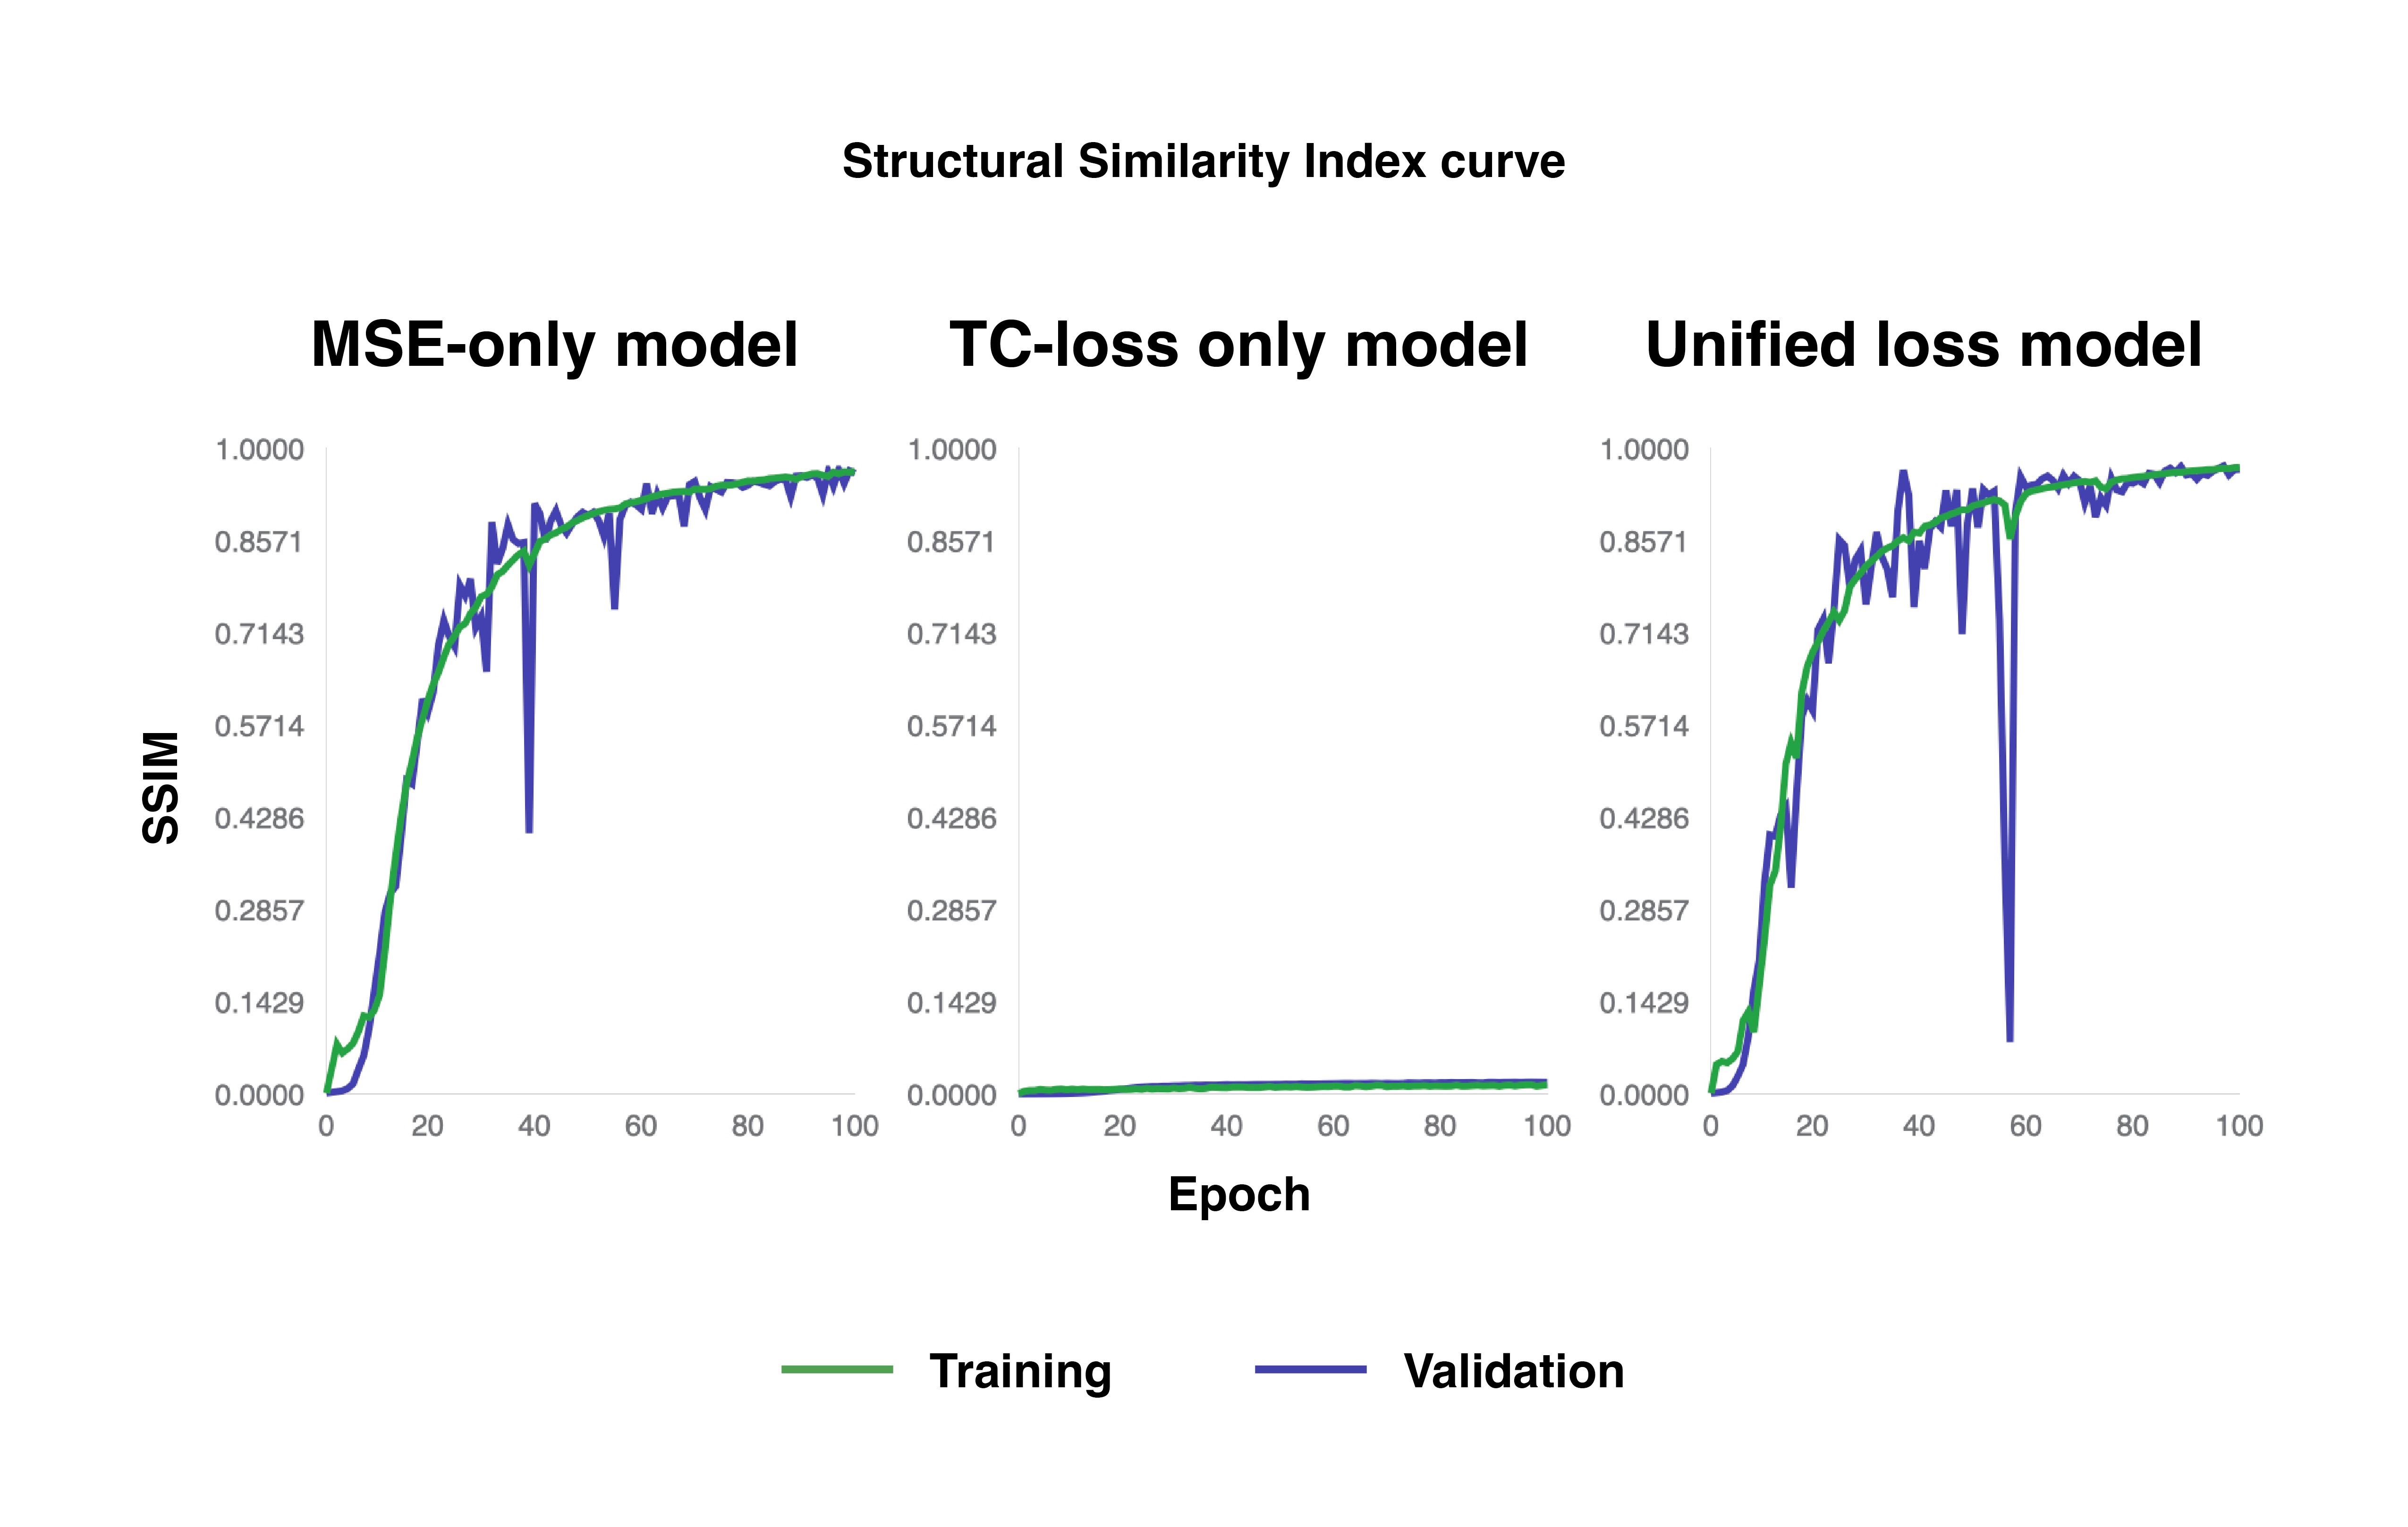 Structural Similarity Index curve
MSE-only model
TC-loss only model
Unified loss model
SSIM
1.0000
0.8571
0.7143
0.5714
0.4286
0.2857
0.1429
0.0000
0 20 40 60 80 100
1.0000
0.8571
0.7143
0.5714
0.4286
0.2857
0.1429
0.0000
0 20 40 60 80 100
1.0000
0.8571
0.7143
0.5714
0.4286
0.2857
0.1429
0.0000
0 20 40 60 80 100
Epoch
Training
Validation